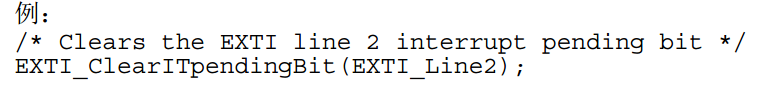 例：
/* Clears the EXTI line 2 interrupt pending bit */
EXTI_ClearITpendingBit(EXTI_Line2);